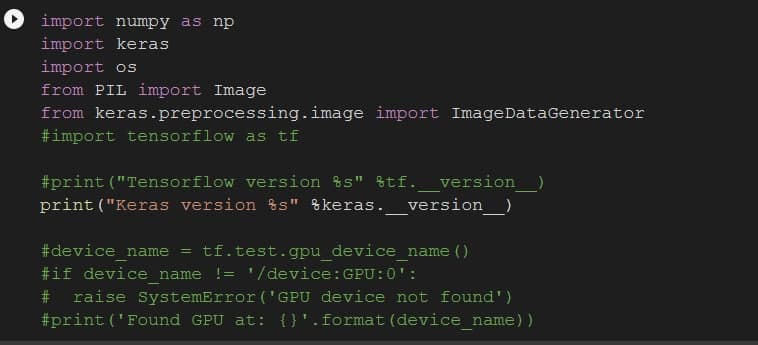 import numpy as np
import keras
import os
from PIL import Image
from keras.preprocessing.image import ImageDataGenerator
#import tensorflow as tf
#print("Tensorflow version %s" %tf.__version__)
print("Keras version %s" %keras.__version__)
#device_name = tf.test.gpu_device_name()
#if device_name != '/device:GPU:0':
#  raise SystemError('GPU device not found')
#print('Found GPU at: {}'.format(device_name))